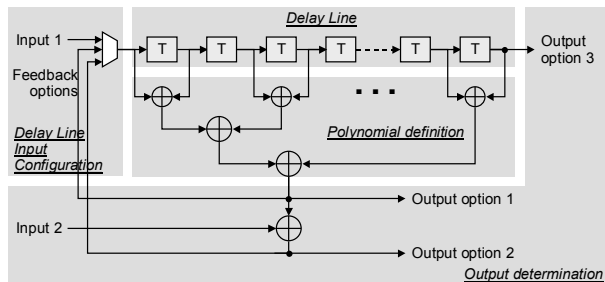 Delay Line
Input 1
T T T T T T
Output
option 3
Feedback
options
Delay Line
Input
Configuration
Polynomial definition
Output option 1
Input 2
Output option 2
Output determination